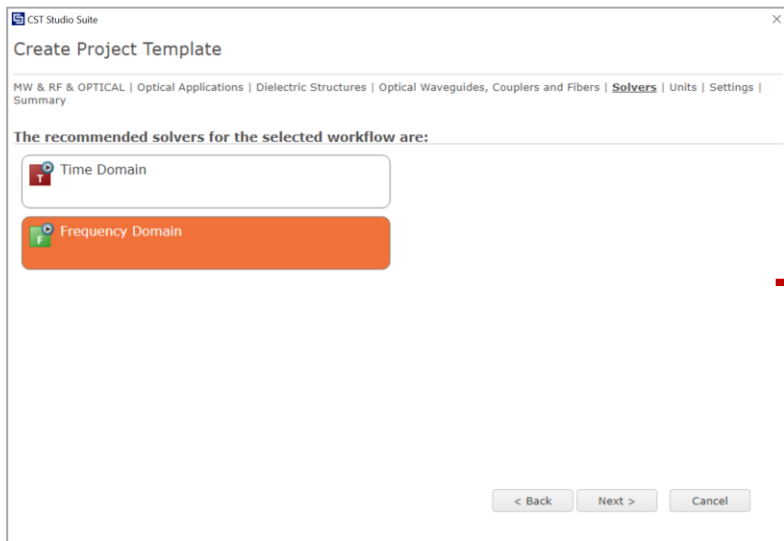 CST Studio Suite
Create Project Template
MW & RF & OPTICAL | Optical Applications | Dielectric Structures | Optical Waveguides, Couplers and Fibers | Solvers | Units | Settings |
Summary
The recommended solvers for the selected workflow are:
T
Time Domain
F
Frequency Domain
< Back
Next >
Cancel